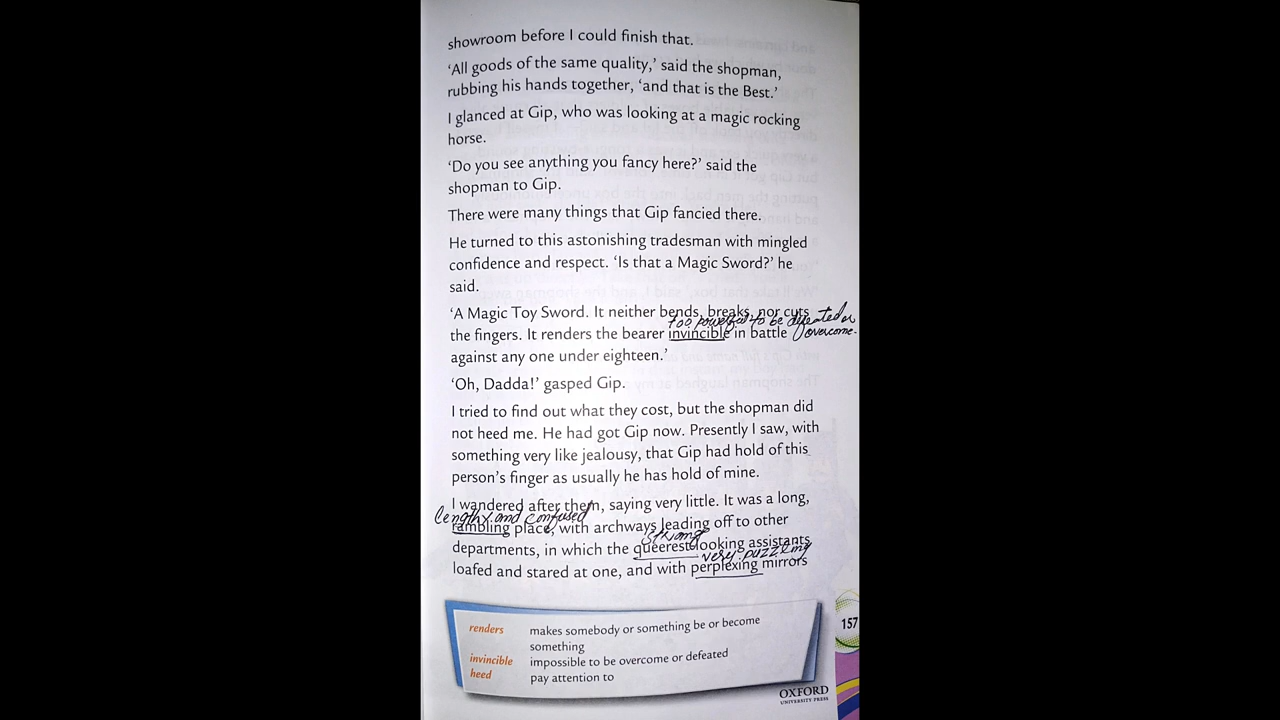 showroom before I could finish that.
‘All goods of the same quality,’ said the shopman,
rubbing his hands together, ‘and that is the Best.’
I glanced at Gip, who was looking at a magic rocking
horse.
‘Do you see anything you fancy here?’ said the
shopman to Gip.
There were many things that Gip fancied there.
He turned to this astonishing tradesman with mingled
confidence and respect. ‘Is that a Magic Sword?’ he
said.
‘A Magic Toy Sword. It neither bends, breaks, nor cuts
too powerful to be defeated or
overcome.
the fingers. It renders the bearer invincible in battle
against any one under eighteen.’
‘Oh, Dadda!’ gasped Gip.
I tried to find out what they cost, but the shopman did
not heed me. He had got Gip now. Presently I saw, with
something very like jealousy, that Gip had hold of this
person’s finger as usually he has hold of mine.
I wandered after them, saying very little. It was a long,
lengthy and confused
rambling place, with archways leading off to other
departments, in which the queerest looking assistants
very puzzling
loafed and stared at one, and with perplexing mirrors
renders makes somebody or something be or become
something
invincible impossible to be overcome or defeated
heed pay attention to
157
OXFORD
UNIVERSITY PRESS